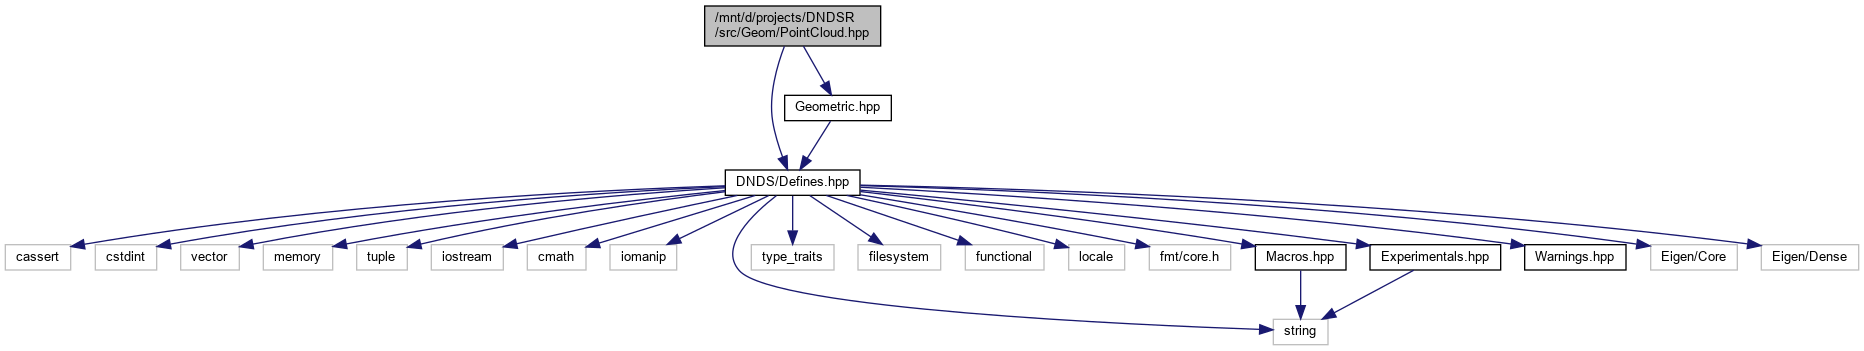 /mnt/d/projects/DNDSR
/src/Geom/PointCloud.hpp
Geometric.hpp
DNDS/Defines.hpp
cassert
cstdint
vector
memory
tuple
iostream
cmath
iomanip
type_traits
filesystem
functional
locale
fmt/core.h
Macros.hpp
Experimentals.hpp
Warnings.hpp
Eigen/Core
Eigen/Dense
string